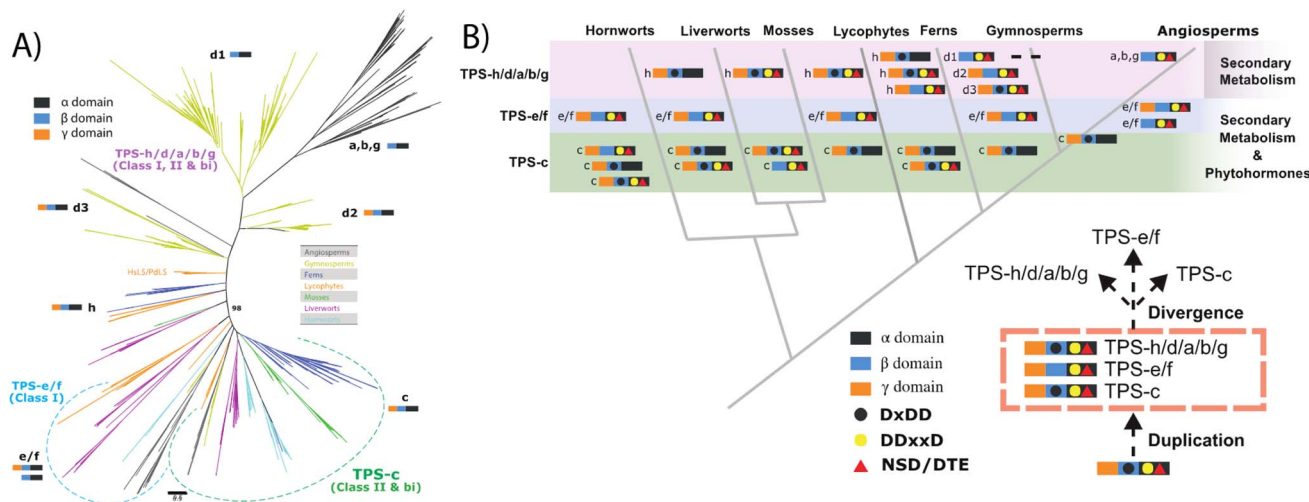 A)
d1
α domain
β domain
γ domain
TPS-h/d/a/b/g
(Class I, II & bi)
a,b,g
d3
d2
Angiosperms
Gymnosperms
Ferns
Lycophytes
Mosses
Liverworts
Hornworts
HsLS/PdLS
h
98
TPS-e/f
(Class I)
c
e/f
TPS-c
(Class II & bi)
B)
Hornworts Liverworts Mosses Lycophytes Ferns Gymnosperms Angiosperms
TPS-h/d/a/b/g
h
h
h
h
h
h
d1
d2
d3
a,b,g
Secondary
Metabolism
TPS-e/f
e/f
e/f
e/f
e/f
e/f
e/f
Secondary
Metabolism
&
Phytohormones
TPS-c
c
c
c
c
c
c
c
c
c
c
c
c
α domain
β domain
γ domain
DxDD
DDxxD
NSD/DTE
TPS-e/f
TPS-h/d/a/b/g
TPS-c
Divergence
TPS-h/d/a/b/g
TPS-e/f
TPS-c
Duplication